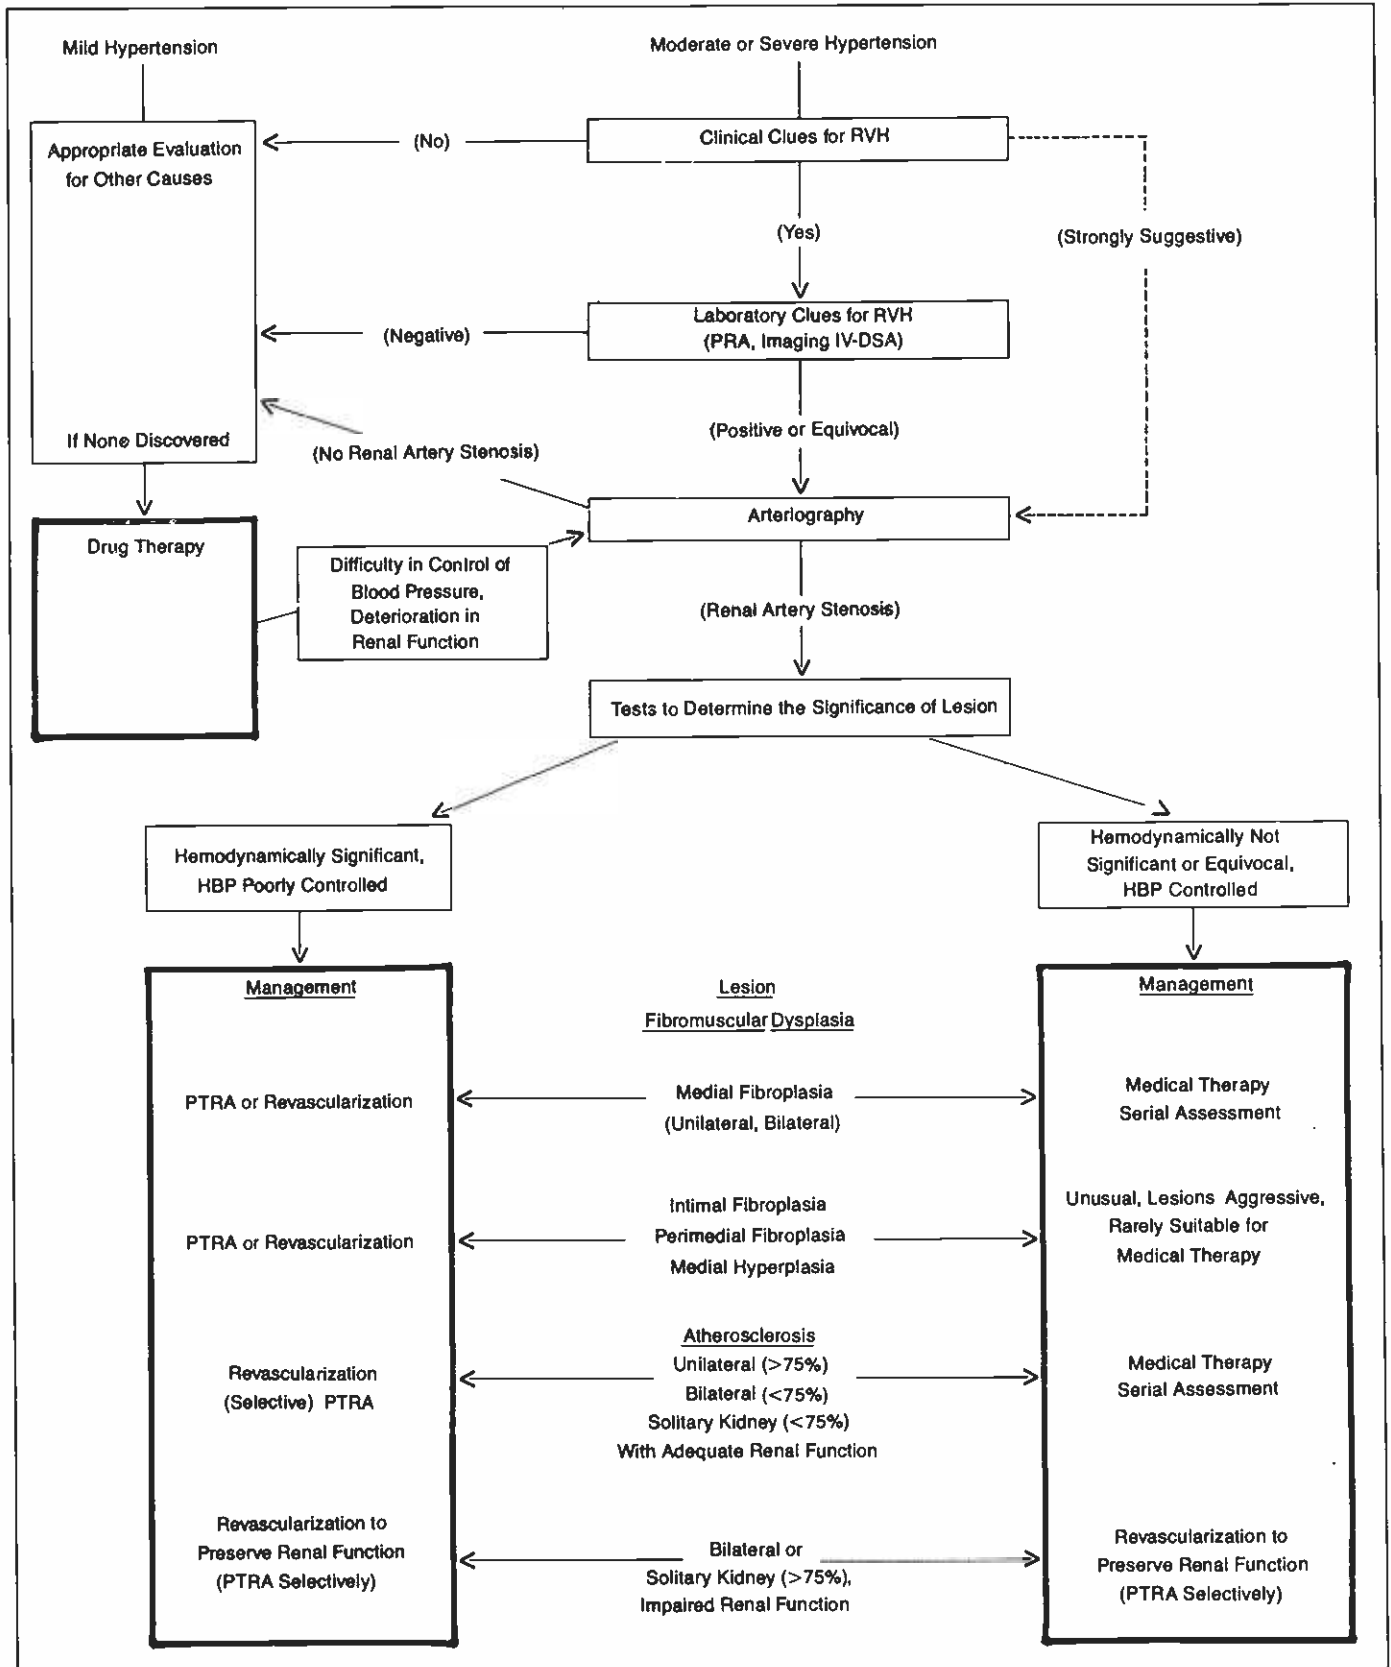 Mild Hypertension
Moderate or Severe Hypertension
Appropriate Evaluation
for Other Causes
If None Discovered
(No)
Clinical Clues for RVH
(Yes)
(Strongly Suggestive)
(Negative)
Laboratory Clues for RVH
(PRA, Imaging IV-DSA)
(Positive or Equivocal)
(No Renal Artery Stenosis)
Arteriography
Drug Therapy
Difficulty in Control of
Blood Pressure,
Deterioration in
Renal Function
(Renal Artery Stenosis)
Tests to Determine the Significance of Lesion
Hemodynamically Significant,
HBP Poorly Controlled
Hemodynamically Not
Significant or Equivocal,
HBP Controlled
Management
Lesion
Management
Fibromuscular Dysplasia
PTRA or Revascularization
Medial Fibroplasia
(Unilateral, Bilateral)
Medical Therapy
Serial Assessment
PTRA or Revascularization
Intimal Fibroplasia
Perimedial Fibroplasia
Medial Hyperplasia
Unusual, Lesions Aggressive,
Rarely Suitable for
Medical Therapy
Atherosclerosis
Revascularization
(Selective) PTRA
Unilateral (>75%)
Bilateral (<75%)
Solitary Kidney (<75%)
With Adequate Renal Function
Medical Therapy
Serial Assessment
Revascularization to
Preserve Renal Function
(PTRA Selectively)
Bilateral or
Solitary Kidney (>75%),
Impaired Renal Function
Revascularization to
Preserve Renal Function
(PTRA Selectively)